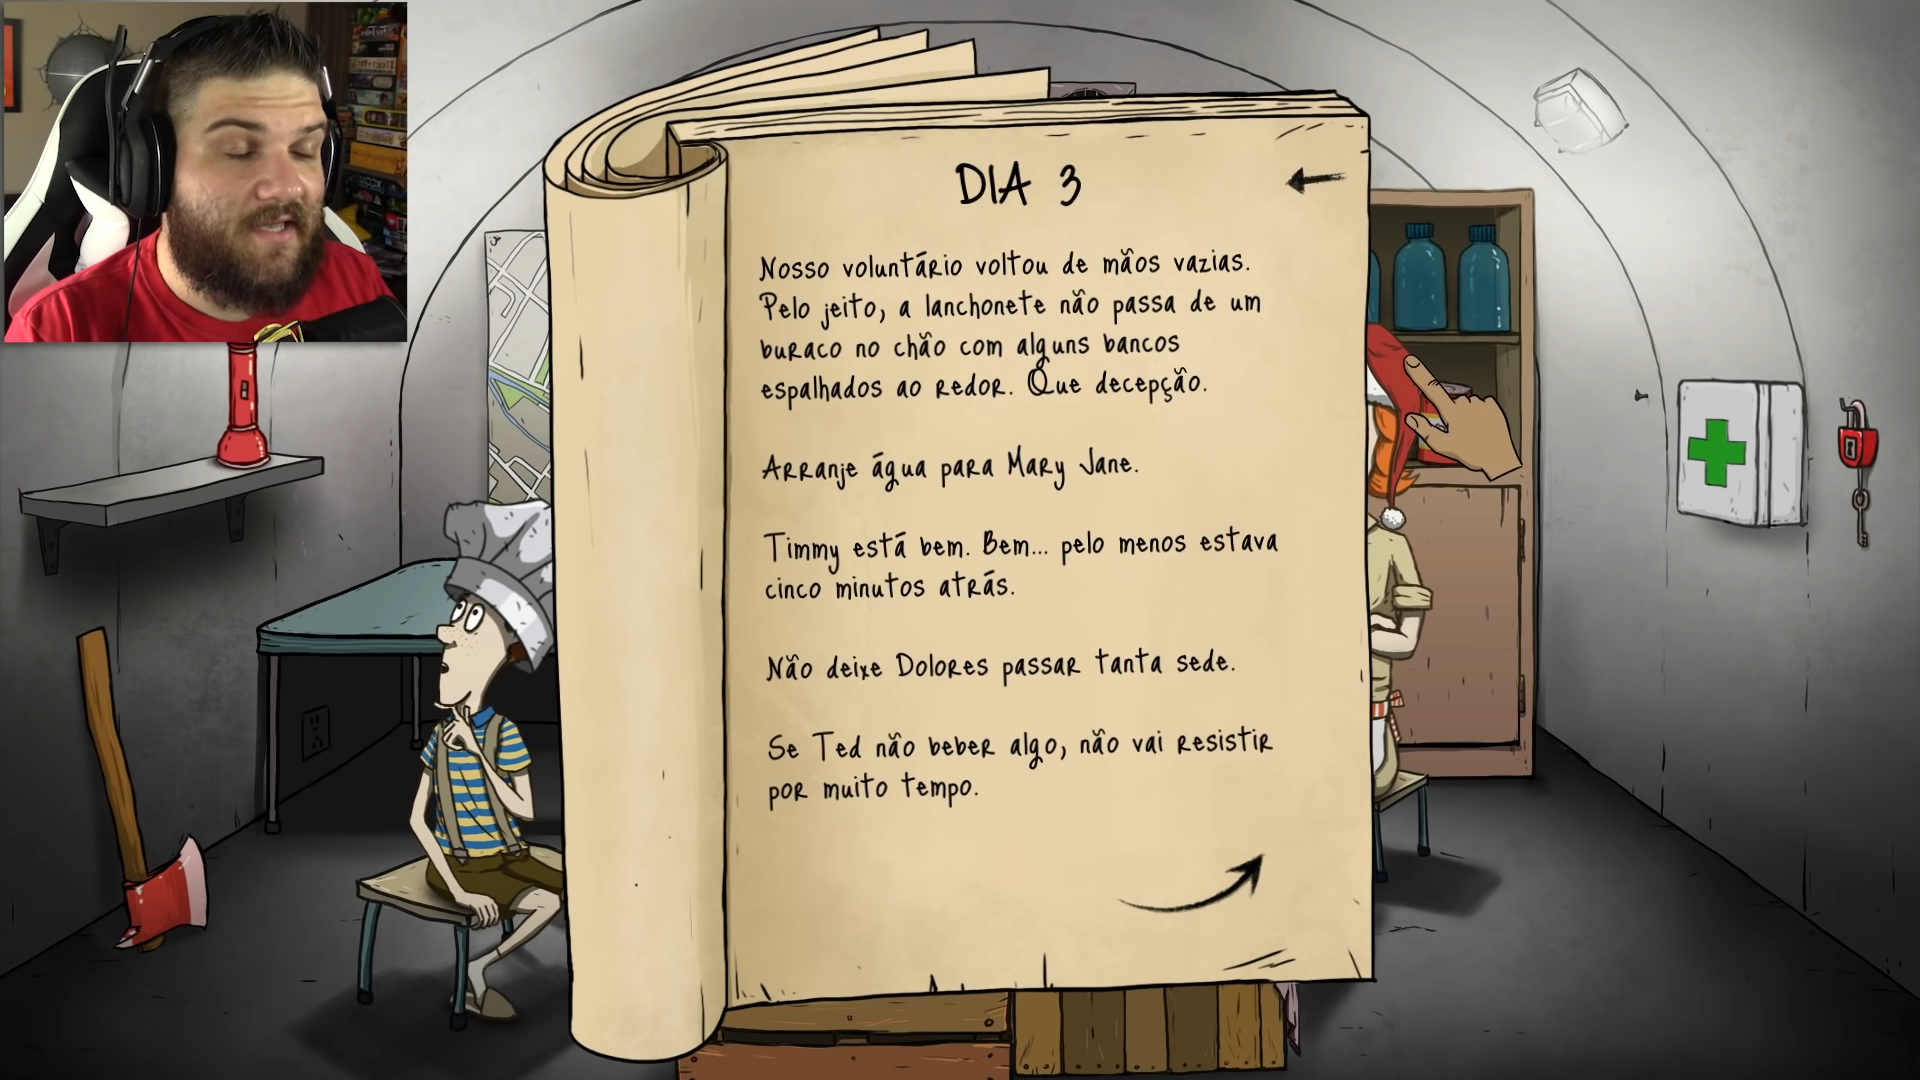 DIA 3
Nosso voluntário voltou de mãos vazias.
Pelo jeito, a lanchonete não passa de um
buraco no chão com alguns bancos
espalhados ao redor. Que decepção.
Arranje água para Mary Jane.
Timmy está bem. Bem... pelo menos estava
cinco minutos atrás.
Não deixe Dolores passar tanta sede.
Se Ted não beber algo, não vai resistir
por muito tempo.